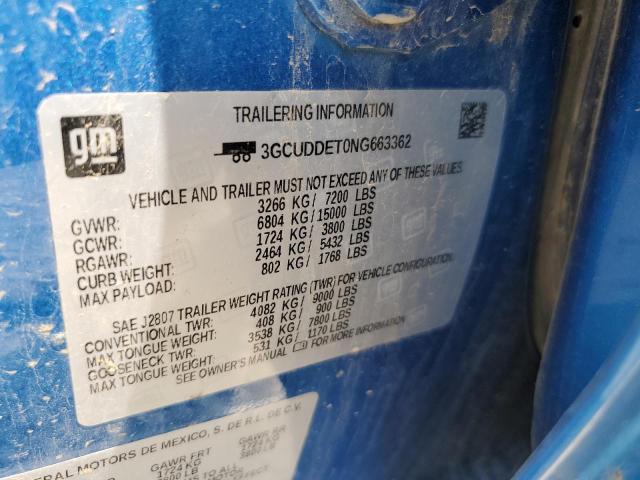 gm
TRAILERING INFORMATION
3GCUDDET0NG663362
VEHICLE AND TRAILER MUST NOT EXCEED ANY OF THESE VALUES.
GVWR: 3266 KG/ 7200 LBS
GCWR: 6804 KG/15000 LBS
RGAWR: 1724 KG/ 3800 LBS
CURB WEIGHT: 2464 KG/ 5432 LBS
MAX PAYLOAD: 802 KG/ 1768 LBS
SAE J2807 TRAILER WEIGHT RATING (TWR) FOR VEHICLE CONFIGURATION.
CONVENTIONAL TWR: 4082 KG/ 9000 LBS
MAX TONGUE WEIGHT: 408 KG/ 900 LBS
GOOSENECK TWR: 3538 KG/ 7800 LBS
MAX TONGUE WEIGHT: 531 KG/ 1170 LBS
SEE OWNER'S MANUAL FOR MORE INFORMATION
MOTORS DE MEXICO, S. DE R.L. DE C.V.
GAWR FRT GAWR RR
1724 KG 1724 KG